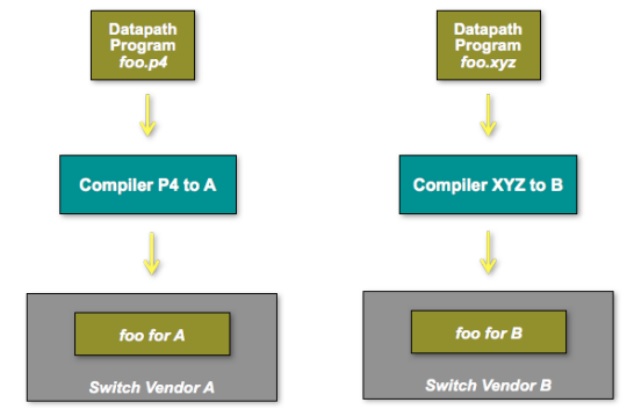 Datapath
Program
foo.p4
Datapath
Program
foo.xyz
Compiler P4 to A
Compiler XYZ to B
foo for A
foo for B
Switch Vendor A
Switch Vendor B